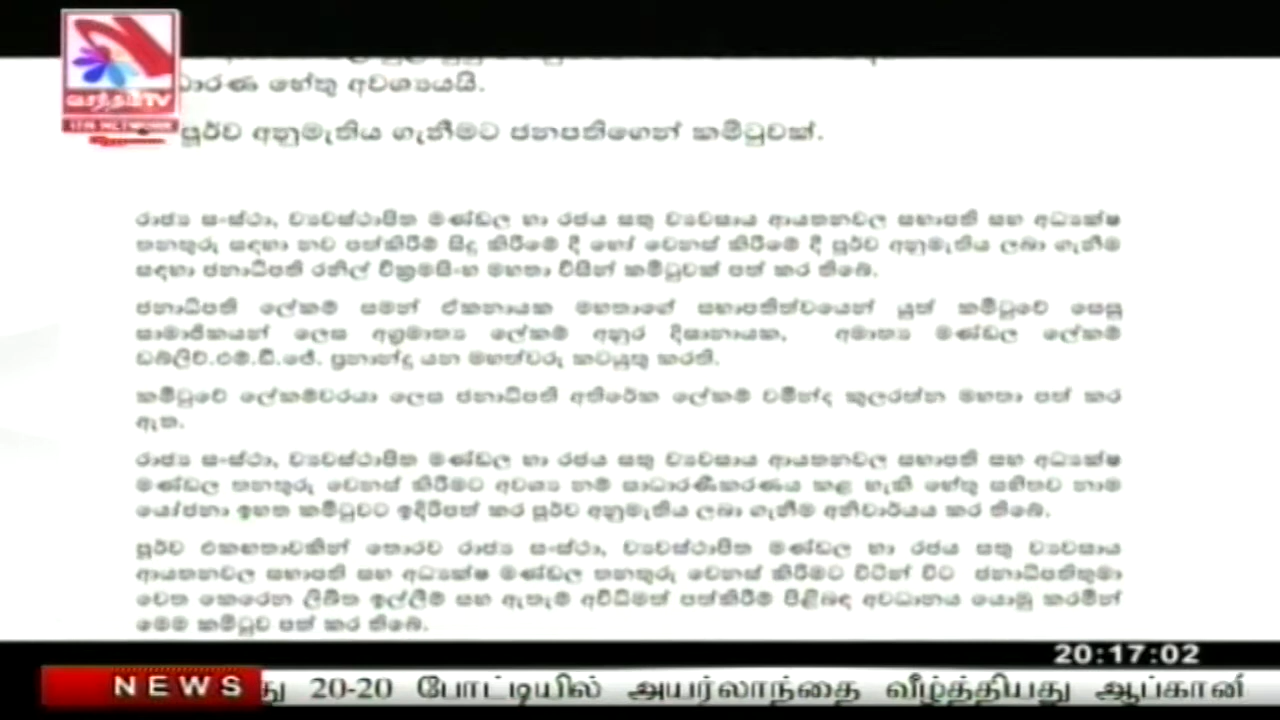 வசந்தம்TV
ITN NETWORK
ධාරණ හේතු අවශ්‍යයයි.
පූර්ව අනුමැතිය ගැනීමට ජනපතිගෙන් කමිටුවක්.
රාජ්‍ය සංස්ථා, ව්‍යවස්ථාපිත මණ්ඩල හා රජය සතු ව්‍යවසාය ආයතනවල සභාපති සහ අධ්‍යක්ෂ
තනතුරු සඳහා නව පත්කිරීම් සිදු කිරීමේ දී හෝ වෙනස් කිරීමේ දී පූර්ව අනුමැතිය ලබා ගැනීම
සඳහා ජනාධිපති රනිල් වික්‍රමසිංහ මහතා විසින් කමිටුවක් පත් කර තිබේ.
ජනාධිපති ලේකම් සමන් ඒකනායක මහතාගේ සභාපතිත්වයෙන් යුත් කමිටුවේ සෙසු
සාමාජිකයන් ලෙස අග්‍රාමාත්‍ය ලේකම් අනුර දිසානායක, අමාත්‍ය මණ්ඩල ලේකම්
ඩබ්ලිව්.එම්.ඩී.ජේ. ප්‍රනාන්දු යන මහත්වරු කටයුතු කරති.
කමිටුවේ ලේකම්වරයා ලෙස ජනාධිපති අතිරේක ලේකම් චමින්ද කුලරත්න මහතා පත් කර
ඇත.
රාජ්‍ය සංස්ථා, ව්‍යවස්ථාපිත මණ්ඩල හා රජය සතු ව්‍යවසාය ආයතනවල සභාපති සහ අධ්‍යක්ෂ
මණ්ඩල තනතුරු වෙනස් කිරීමට අවශ්‍ය නම් සාධාරණීකරණය කළ හැකි හේතු සහිතව නාම
යෝජනා ඉහත කමිටුවට ඉදිරිපත් කර පූර්ව අනුමැතිය ලබා ගැනීම අනිවාර්යය කර තිබේ.
පූර්ව එකඟතාවකින් තොරව රාජ්‍ය සංස්ථා, ව්‍යවස්ථාපිත මණ්ඩල හා රජය සතු ව්‍යවසාය
ආයතනවල සභාපති සහ අධ්‍යක්ෂ මණ්ඩල තනතුරු වෙනස් කිරීමට විටින් විට ජනාධිපතිතුමා
වෙත කෙරෙන ලිඛිත ඉල්ලීම් සහ ඇතැම් අවිධිමත් පත්කිරීම් පිළිබඳ අවධානය යොමු කරමින්
මෙම කමිටුව පත් කර තිබේ.
20:17:02
NEWS து 20-20 போட்டியில் அயர்லாந்தை வீழ்த்தியது ஆப்கானி